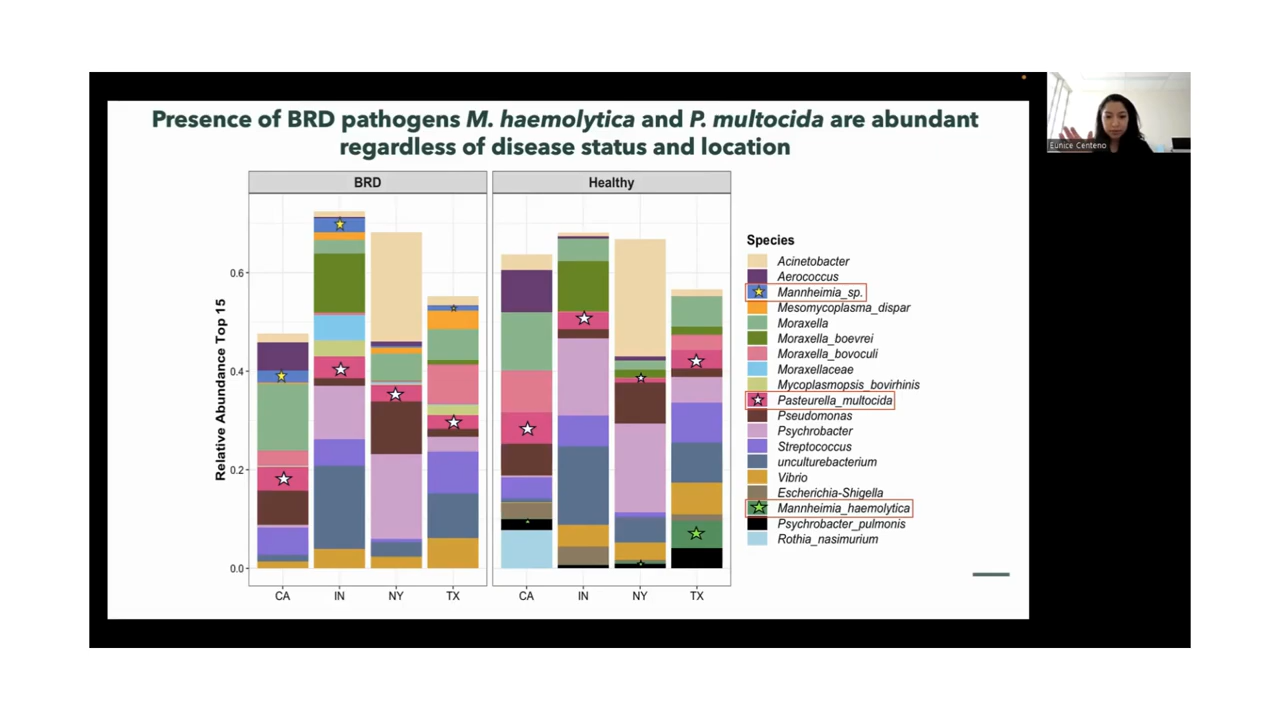 Presence of BRD pathogens M. haemolytica and P. multocida are abundant
regardless of disease status and location
Eunice Centeno
BRD
Healthy
Relative Abundance Top 15
0.6
0.4
0.2
0.0
CA
IN
NY
TX
CA
IN
NY
TX
Species
Acinetobacter
Aerococcus
Mannheimia_sp.
Mesomycoplasma_dispar
Moraxella
Moraxella_boevrei
Moraxella_bovoculi
Moraxellaceae
Mycoplasmopsis_bovirhinis
Pasteurella_multocida
Pseudomonas
Psychrobacter
Streptococcus
unculturebacterium
Vibrio
Escherichia-Shigella
Mannheimia_haemolytica
Psychrobacter_pulmonis
Rothia_nasimurium